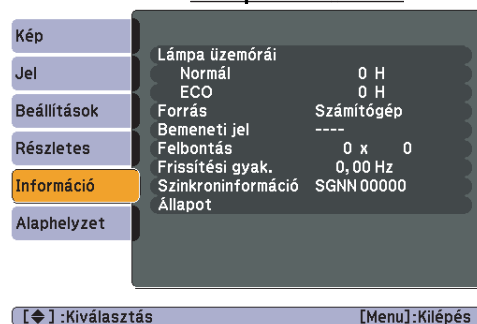 Kép
Jel
Beállítások
Részletes
Információ
Alaphelyzet
Lámpa üzemórái
Normál 0 H
ECO 0 H
Forrás Számítógép
Bemeneti jel ----
Felbontás 0 x 0
Frissítési gyak. 0,00 Hz
Szinkroninformáció SGNN 00000
Állapot
[◆] :Kiválasztás [Menu]:Kilépés